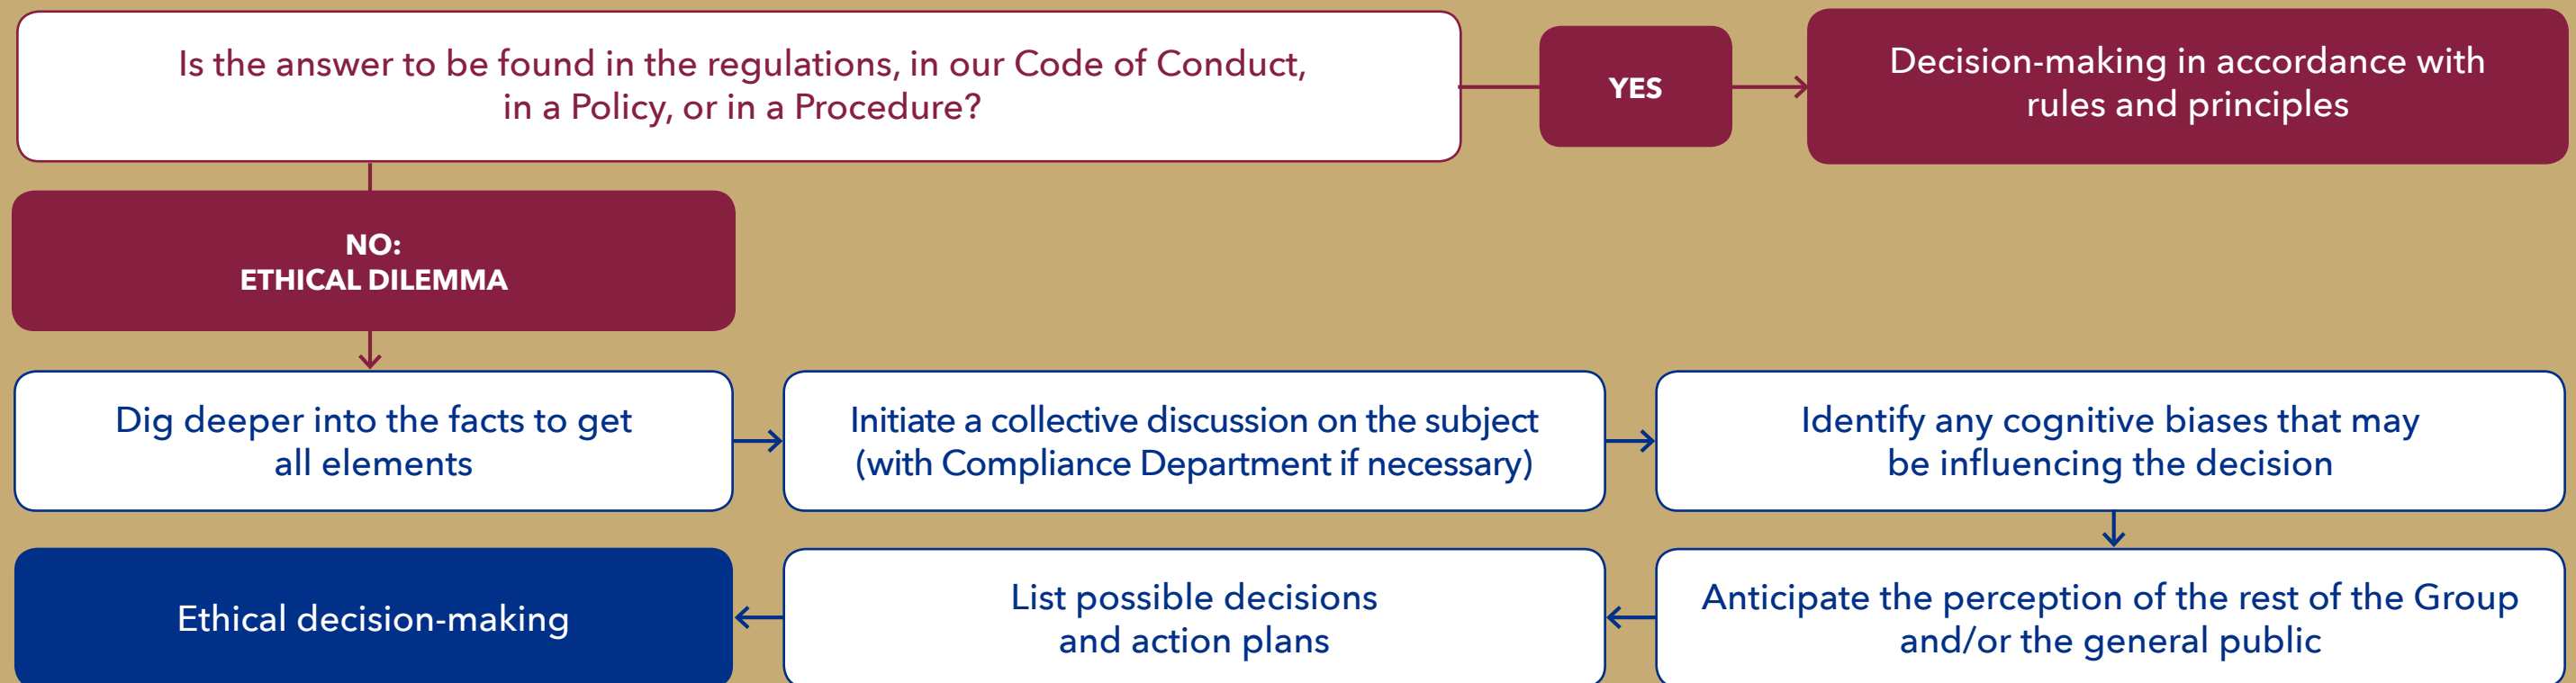 Is the answer to be found in the regulations, in our Code of Conduct,
in a Policy, or in a Procedure?
YES
Decision-making in accordance with
rules and principles
NO:
ETHICAL DILEMMA
Dig deeper into the facts to get
all elements
Initiate a collective discussion on the subject
(with Compliance Department if necessary)
Identify any cognitive biases that may
be influencing the decision
Anticipate the perception of the rest of the Group
and/or the general public
List possible decisions
and action plans
Ethical decision-making